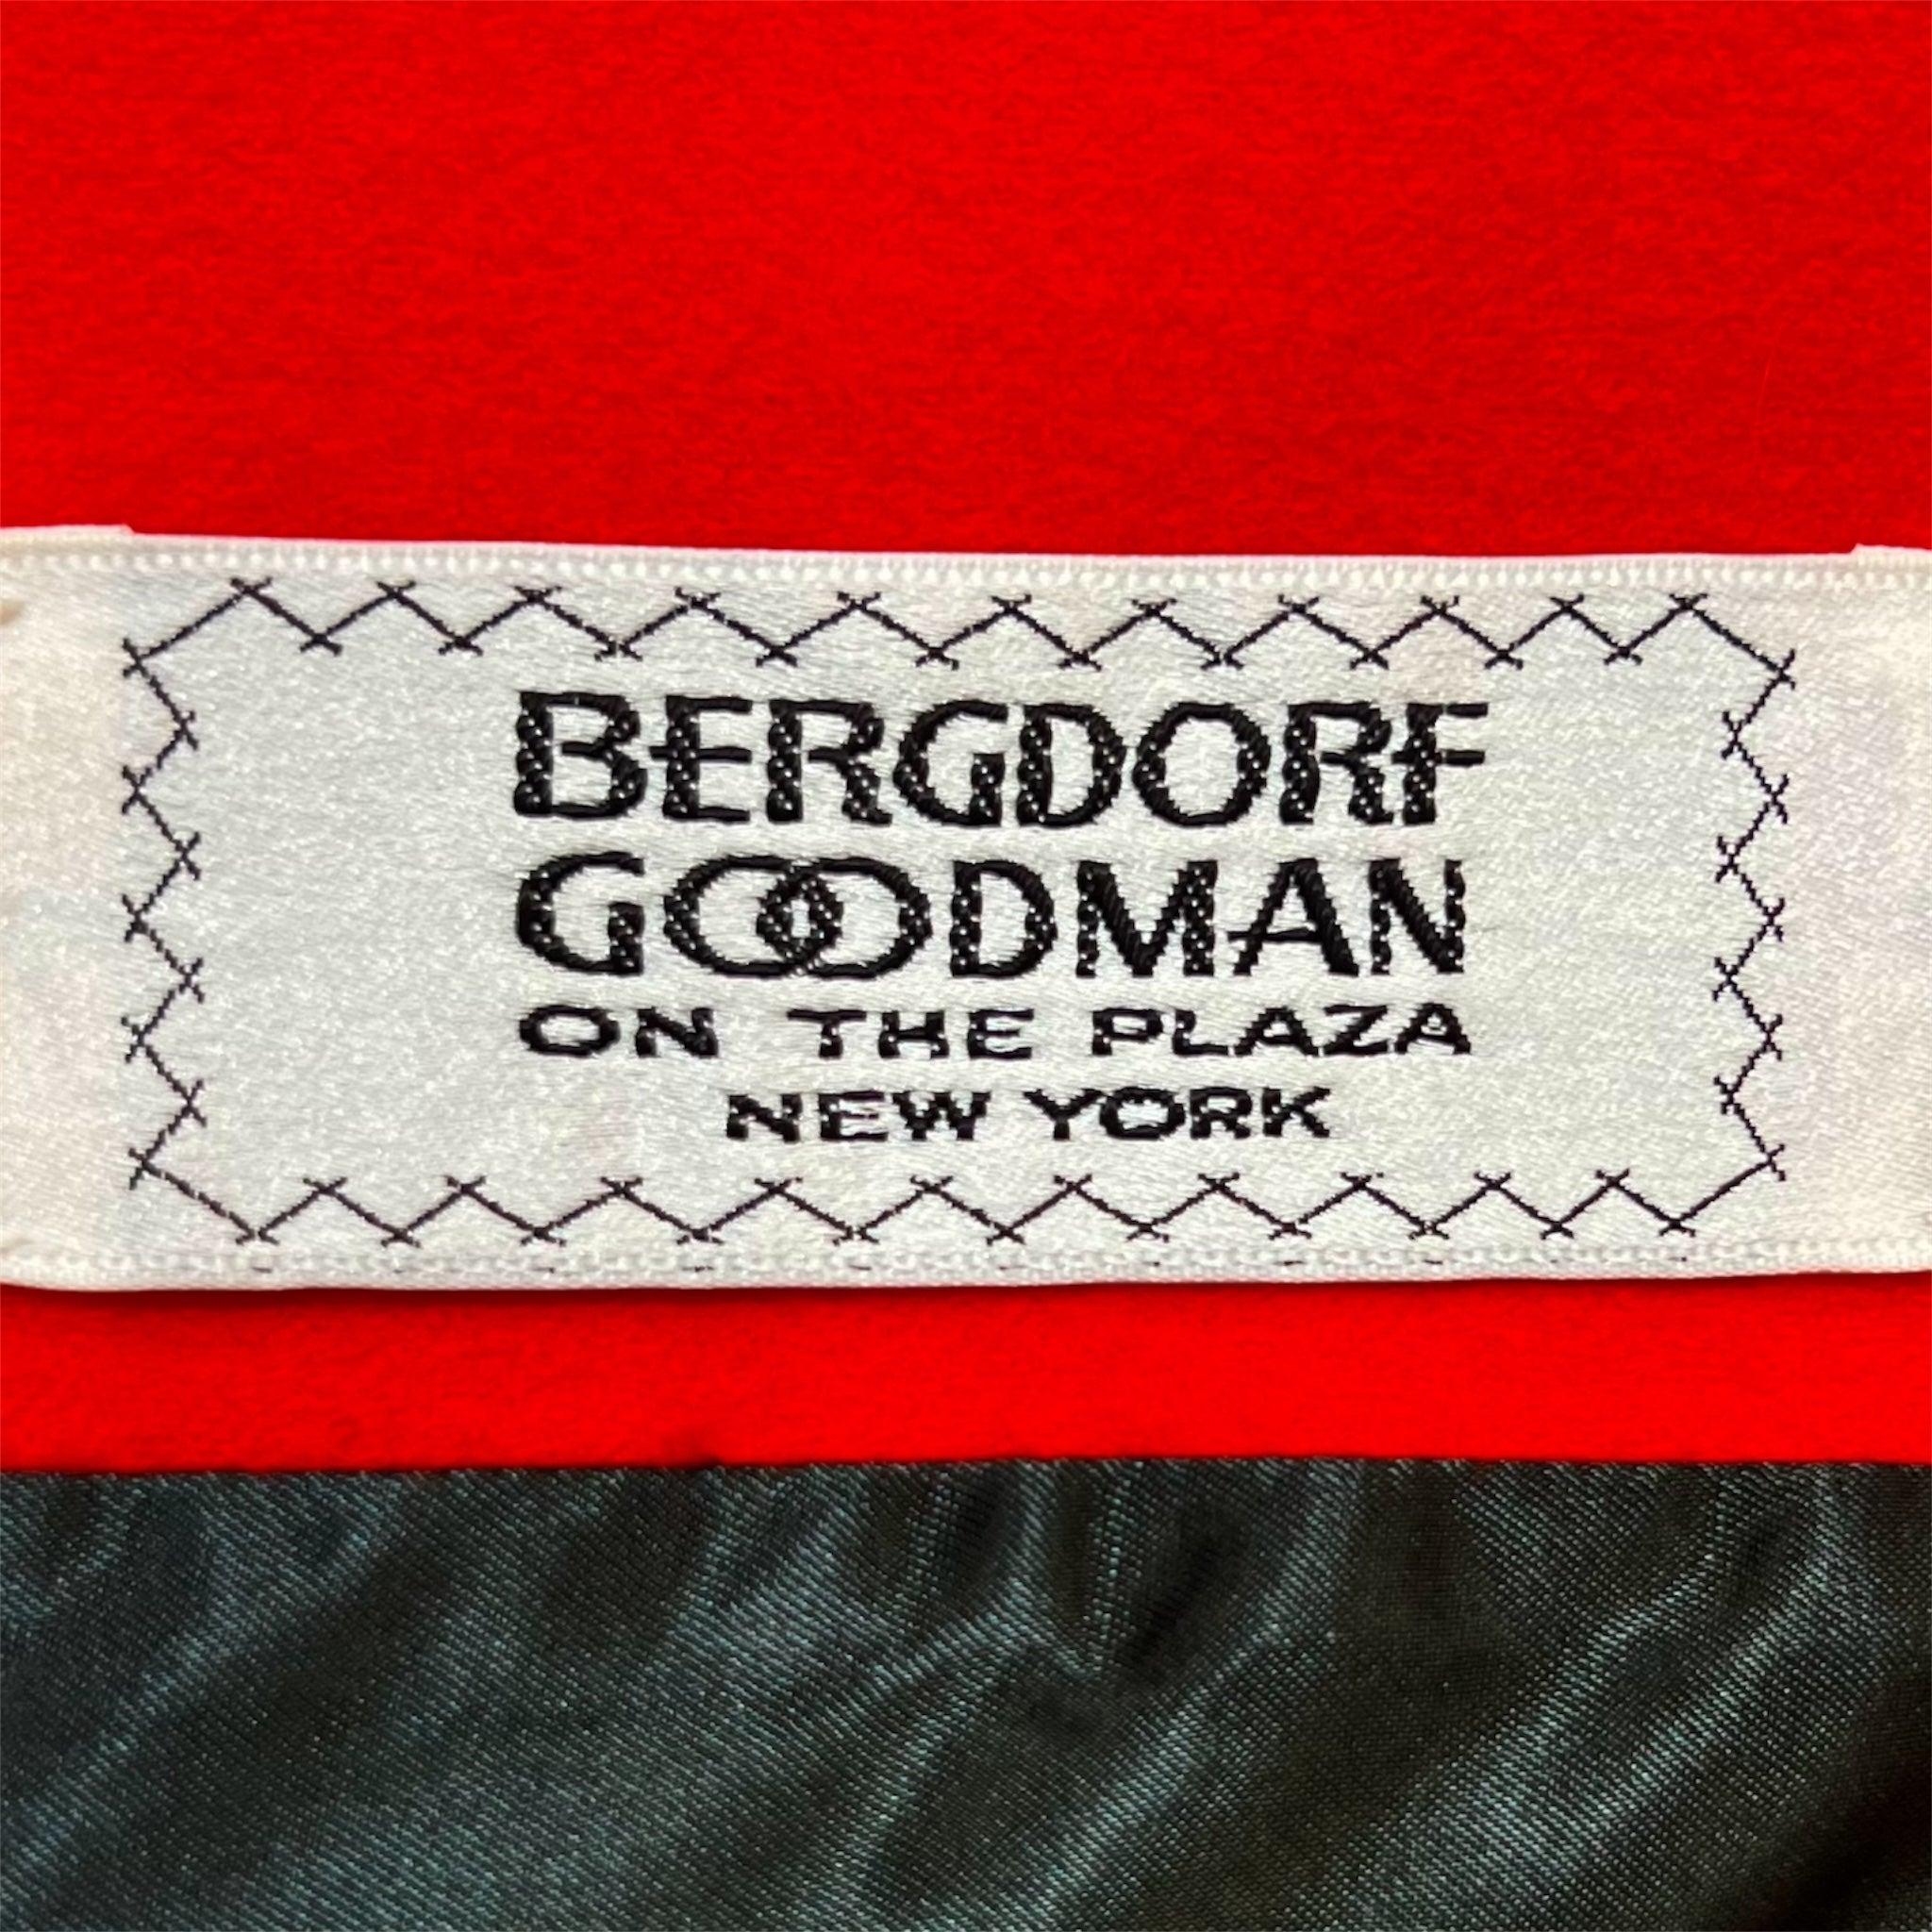 BERGDORF
GOODMAN
ON THE PLAZA
NEW YORK